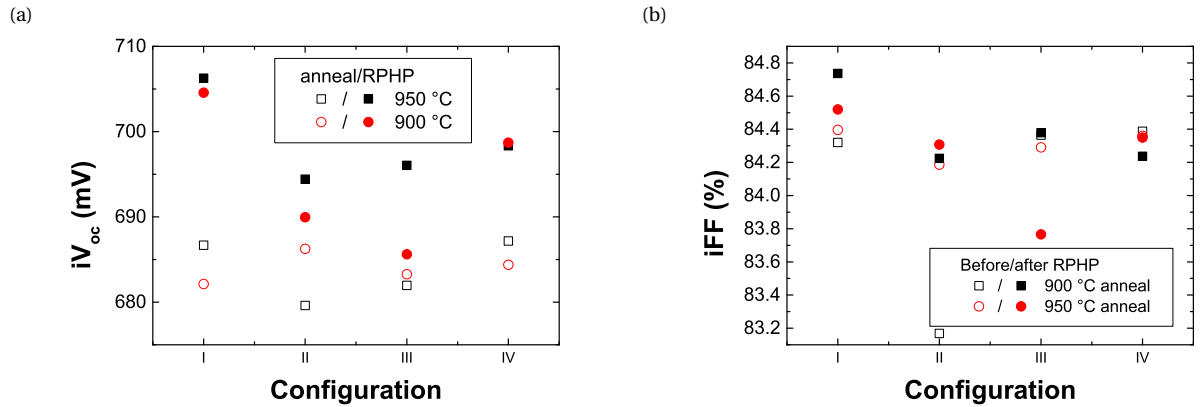 (a)
710
700
690
680
iVoc (mV)
anneal/RPHP
/ 950 °C
/ 900 °C
I II III IV
Configuration
(b)
84.8
84.6
84.4
84.2
84.0
83.8
83.6
83.4
83.2
iFF (%)
Before/after RPHP
/ 900 °C anneal
/ 950 °C anneal
I II III IV
Configuration